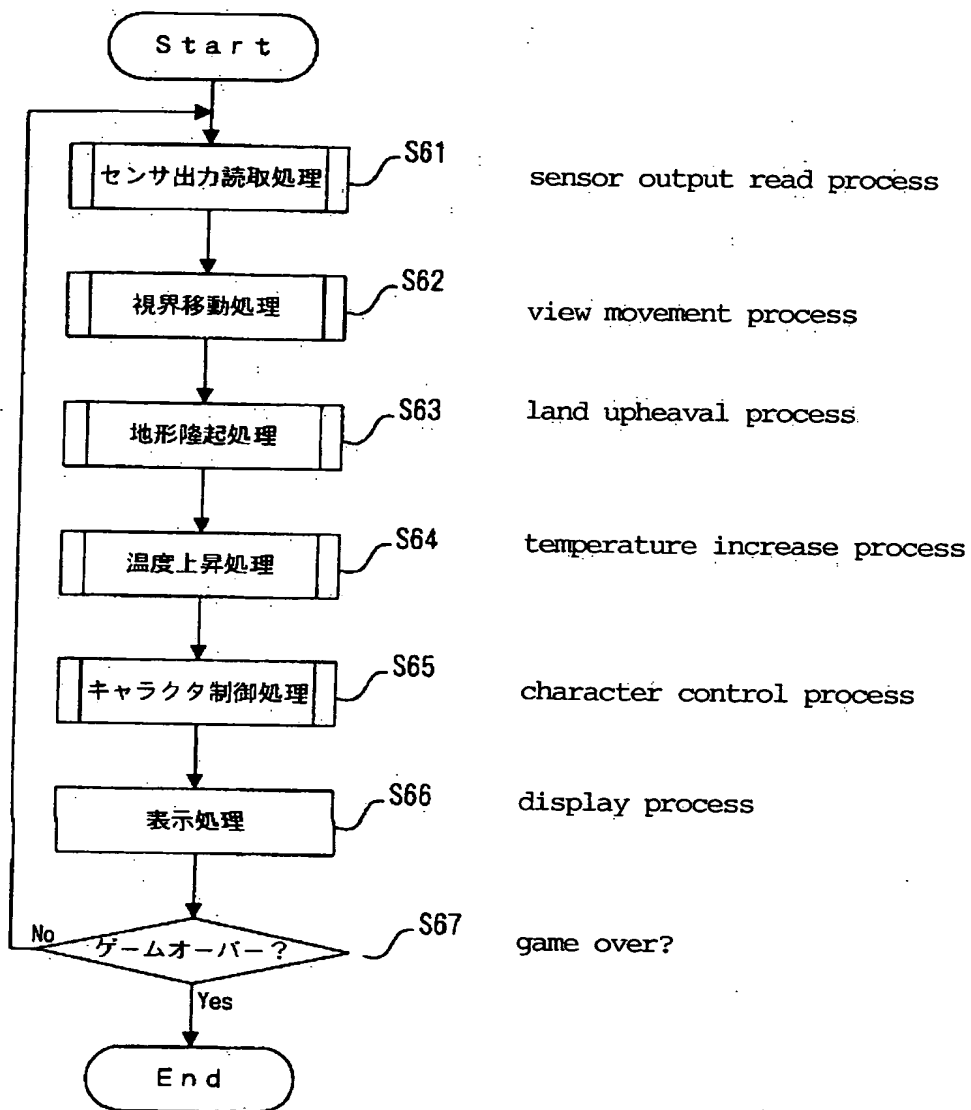 Start
センサ出力読取処理 S61 sensor output read process
視界移動処理 S62 view movement process
地形隆起処理 S63 land upheaval process
温度上昇処理 S64 temperature increase process
キャラクタ制御処理 S65 character control process
表示処理 S66 display process
No ゲームオーバー？ S67 game over?
Yes
End